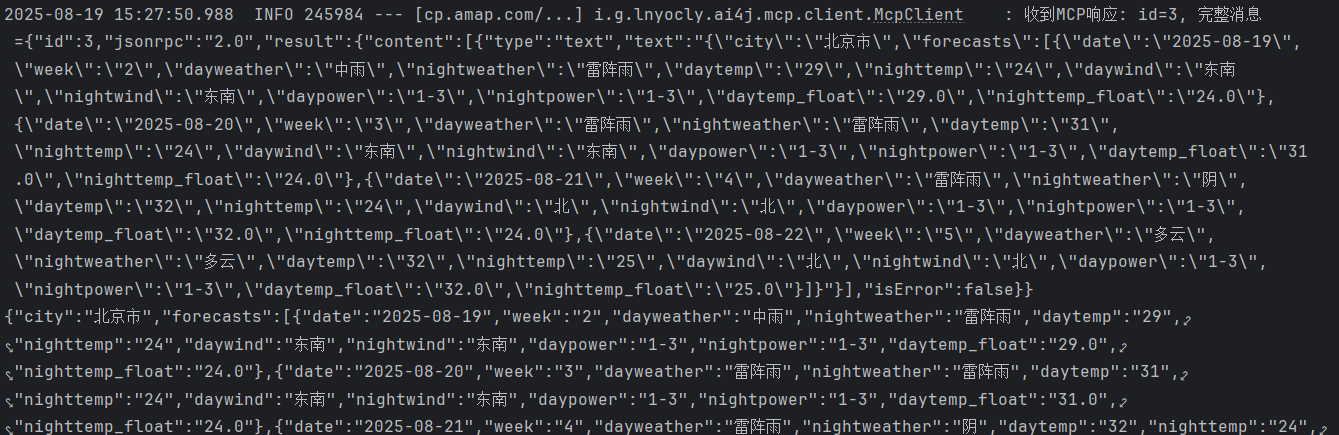 2025-08-19 15:27:50.988  INFO 245984 --- [cp.amap.com/...] i.g.lnyocly.ai4j.mcp.client.McpClient    : 收到MCP响应: id=3, 完整消息
={"id":3,"jsonrpc":"2.0","result":{"content":[{"type":"text","text":"{\"city\":\"北京市\",\"forecasts\":[{\"date\":\"2025-08-19\",
\"week\":\"2\",\"dayweather\":\"中雨\",\"nightweather\":\"雷阵雨\",\"daytemp\":\"29\",\"nighttemp\":\"24\",\"daywind\":\"东南
\",\"nightwind\":\"东南\",\"daypower\":\"1-3\",\"nightpower\":\"1-3\",\"daytemp_float\":\"29.0\",\"nighttemp_float\":\"24.0\"},
{\"date\":\"2025-08-20\",\"week\":\"3\",\"dayweather\":\"雷阵雨\",\"nightweather\":\"雷阵雨\",\"daytemp\":\"31\",
\"nighttemp\":\"24\",\"daywind\":\"东南\",\"nightwind\":\"东南\",\"daypower\":\"1-3\",\"nightpower\":\"1-3\",\"daytemp_float\":\"31
.0\",\"nighttemp_float\":\"24.0\"},{\"date\":\"2025-08-21\",\"week\":\"4\",\"dayweather\":\"雷阵雨\",\"nightweather\":\"阴\",
\"daytemp\":\"32\",\"nighttemp\":\"24\",\"daywind\":\"北\",\"nightwind\":\"北\",\"daypower\":\"1-3\",\"nightpower\":\"1-3\",
\"daytemp_float\":\"32.0\",\"nighttemp_float\":\"24.0\"},{\"date\":\"2025-08-22\",\"week\":\"5\",\"dayweather\":\"多云\",
\"nightweather\":\"多云\",\"daytemp\":\"32\",\"nighttemp\":\"25\",\"daywind\":\"北\",\"nightwind\":\"北\",\"daypower\":\"1-3\",
\"nightpower\":\"1-3\",\"daytemp_float\":\"32.0\",\"nighttemp_float\":\"25.0\"}]}"}],"isError":false}}
{"city":"北京市","forecasts":[{"date":"2025-08-19","week":"2","dayweather":"中雨","nightweather":"雷阵雨","daytemp":"29",
"nighttemp":"24","daywind":"东南","nightwind":"东南","daypower":"1-3","nightpower":"1-3","daytemp_float":"29.0",
"nighttemp_float":"24.0"},{"date":"2025-08-20","week":"3","dayweather":"雷阵雨","nightweather":"雷阵雨","daytemp":"31",
"nighttemp":"24","daywind":"东南","nightwind":"东南","daypower":"1-3","nightpower":"1-3","daytemp_float":"31.0",
"nighttemp_float":"24.0"},{"date":"2025-08-21","week":"4","dayweather":"雷阵雨","nightweather":"阴","daytemp":"32","nighttemp":"24",